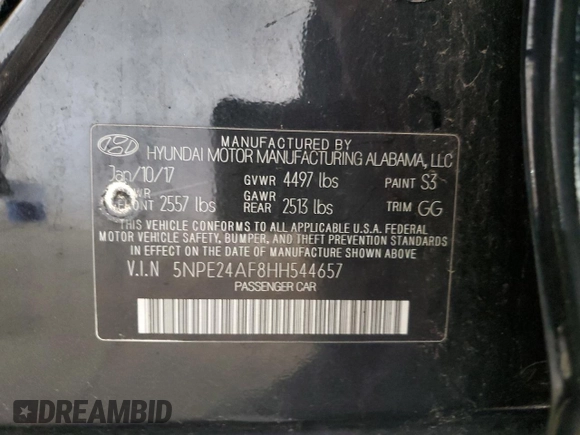 MANUFACTURED BY
HYUNDAI MOTOR MANUFACTURING ALABAMA, LLC
Jan/10/17 GVWR 4497 lbs PAINT S3
WR GAWR
FRONT 2557 lbs REAR 2513 lbs TRIM GG
THIS VEHICLE CONFORMS TO ALL APPLICABLE U.S.A. FEDERAL
MOTOR VEHICLE SAFETY, BUMPER, AND THEFT PREVENTION STANDARDS
IN EFFECT ON THE DATE OF MANUFACTURE SHOWN ABOVE.
V.I.N 5NPE24AF8HH544657
PASSENGER CAR
DREAMBID